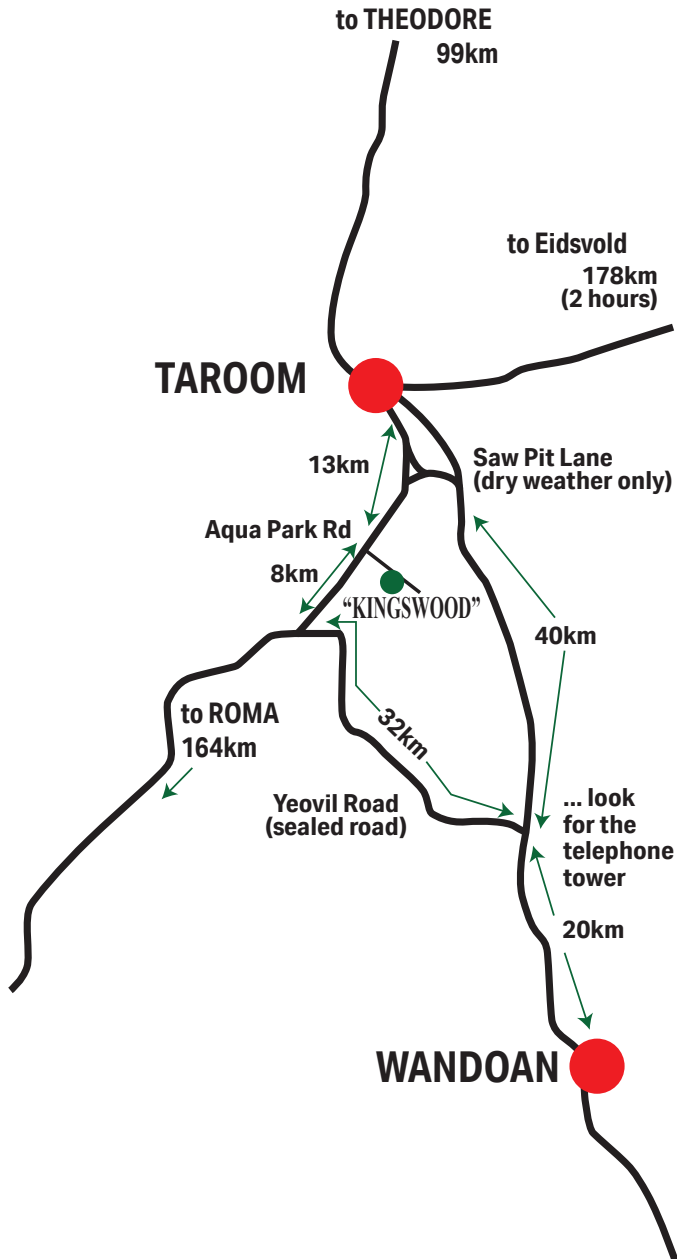 to THEODORE
99km
to Eidsvold
178km
(2 hours)
TAROOM
13km
Saw Pit Lane
(dry weather only)
Aqua Park Rd
8km
“KINGSWOOD”
40km
to ROMA
164km
32km
Yeovil Road
(sealed road)
... look
for the
telephone
tower
20km
WANDOAN